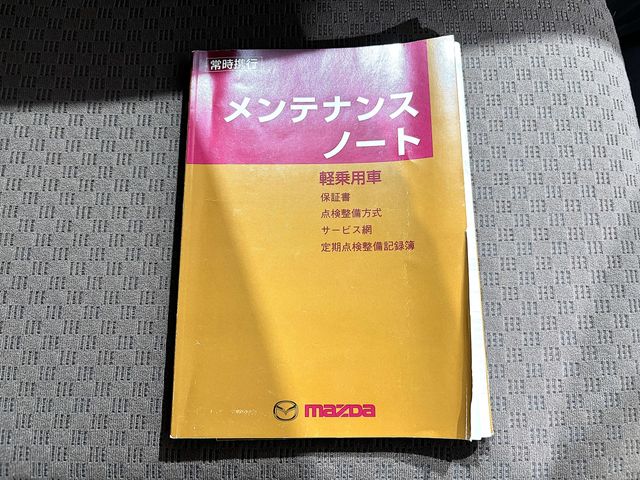 常時携行
メンテナンス
ノート
軽乗用車
保証書
点検整備方式
サービス網
定期点検整備記録簿
mazda